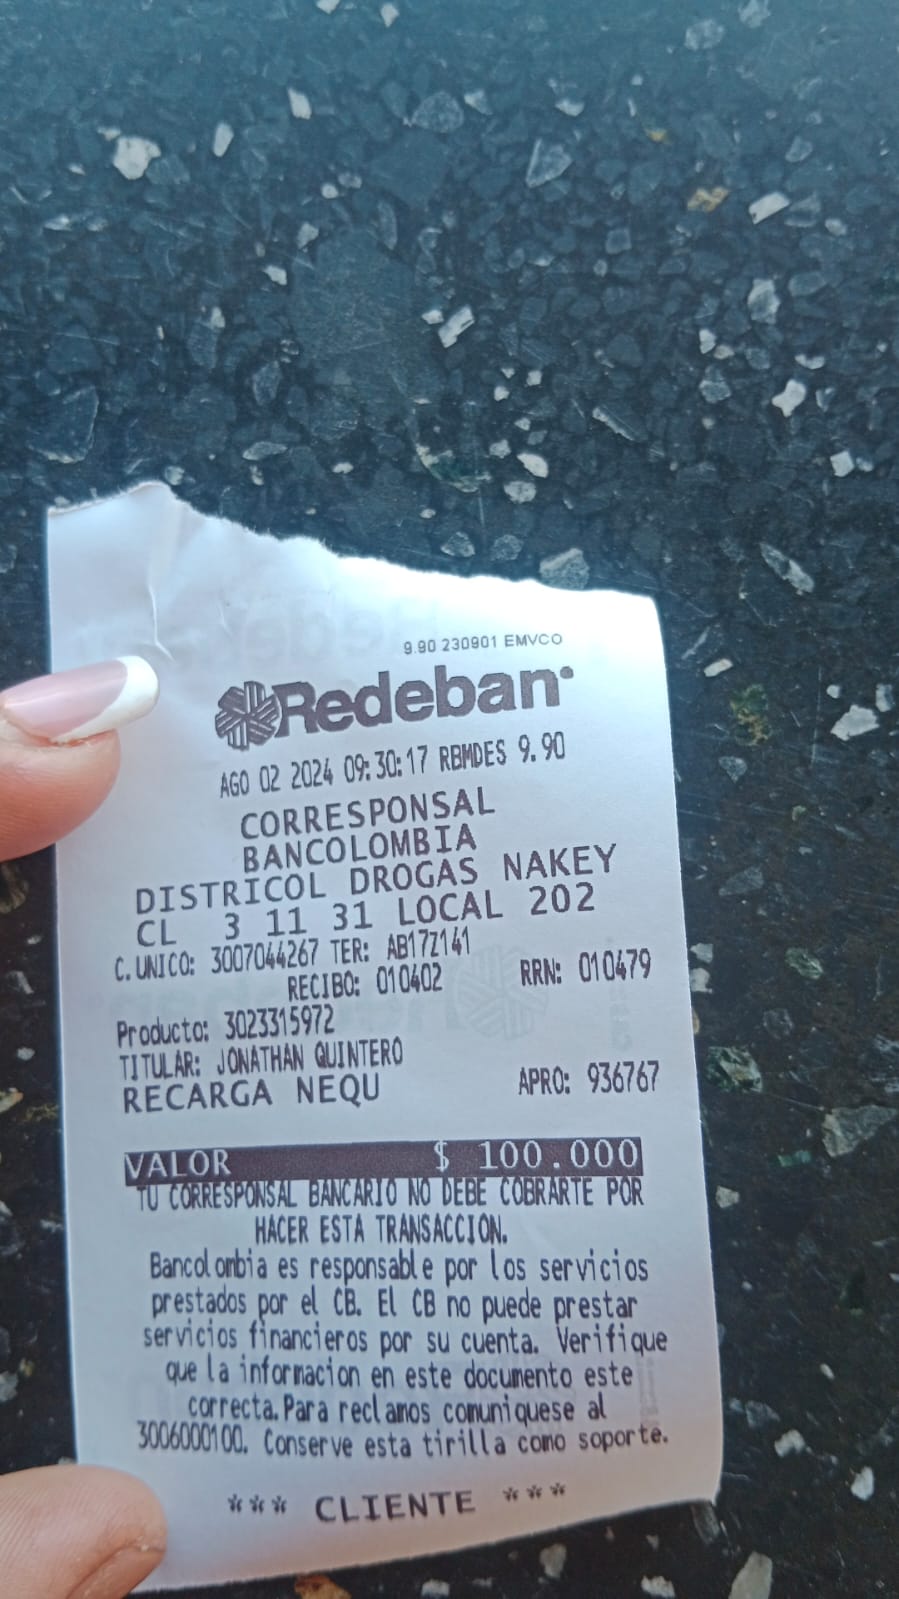 9.90 230901 EMVCO
Redeban
AGO 02 2024 09:30:17 RBMDES 9.90
CORRESPONSAL
BANCOLOMBIA
DISTRICOL DROGAS NAKEY
CL 3 11 31 LOCAL 202
C. UNICO: 3007044267 TER: AB17Z141
RECIBO: 010402 RRN: 010479
Producto: 3023315972
TITULAR: JONATHAN QUINTERO
RECARGA NEQU APRO: 936767
VALOR $ 100.000
TU CORRESPONSAL BANCARIO NO DEBE COBRARTE POR
HACER ESTA TRANSACCION.
Bancolombia es responsable por los servicios
prestados por el CB. El CB no puede prestar
servicios financieros por su cuenta. Verifique
que la informacion en este documento este
correcta. Para reclamos comuniquese al
3006000100. Conserve esta tirilla como soporte.
*** CLIENTE ***